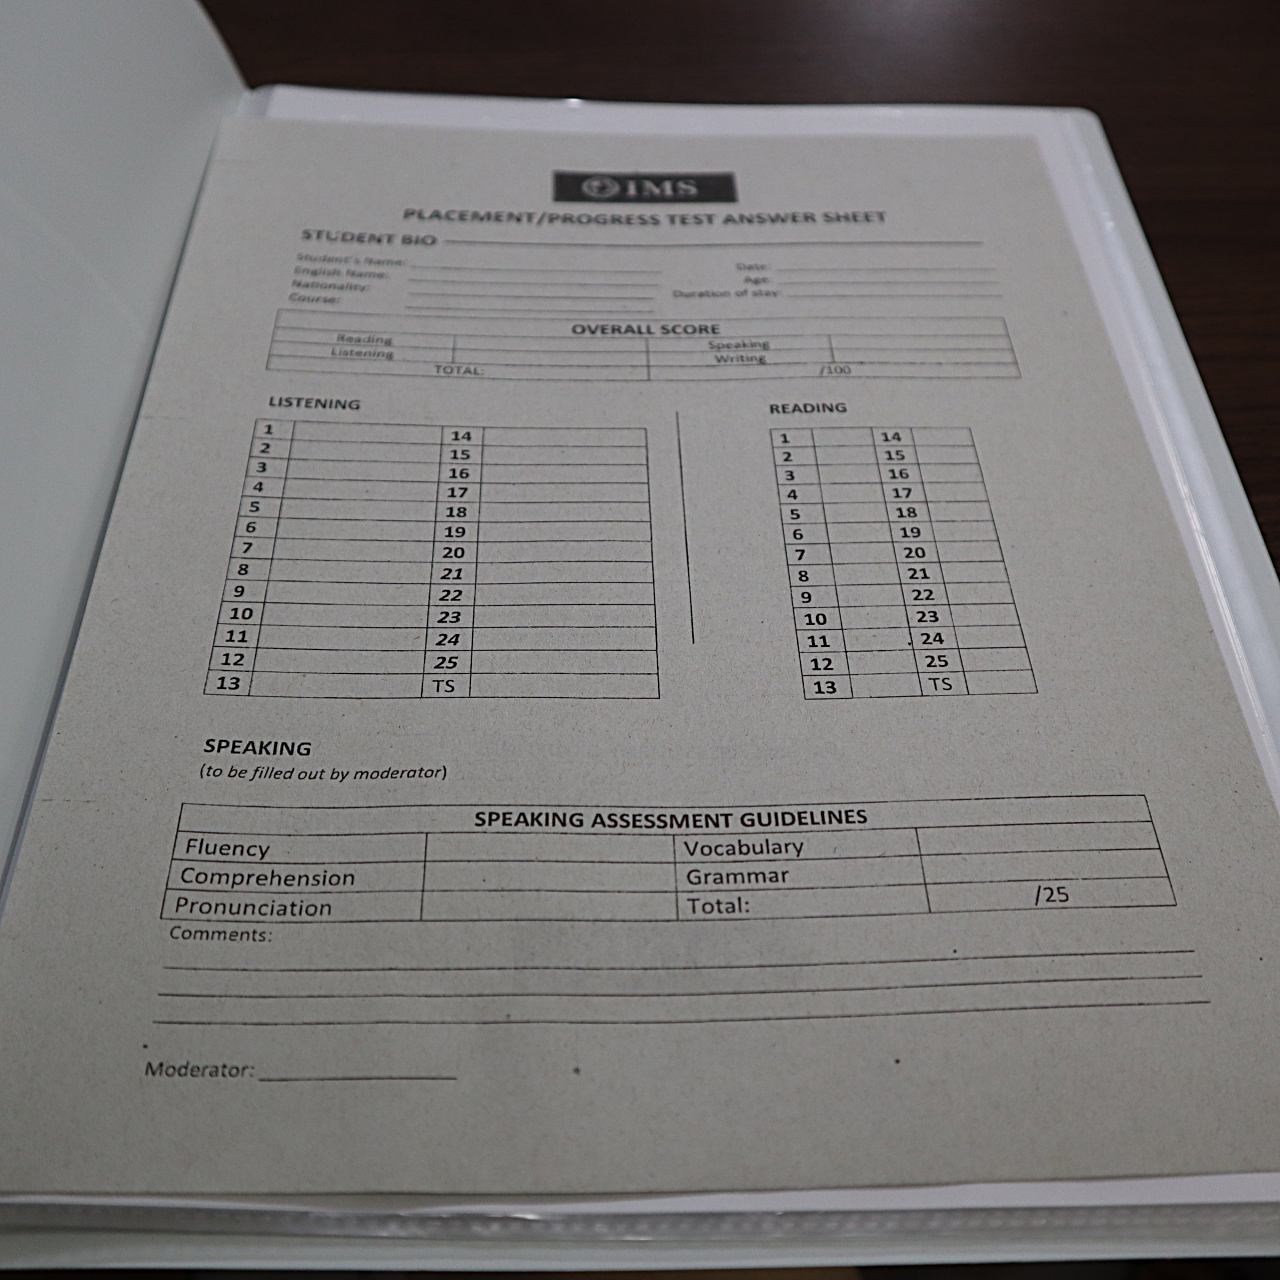 IMS
PLACEMENT/PROGRESS TEST ANSWER SHEET
STUDENT BIO
Student's Name: Date:
English Name: Age:
Nationality: Duration of stay:
Course:
OVERALL SCORE
Reading Speaking
Listening Writing
TOTAL: /100
LISTENING READING
1 14 1 14
2 15 2 15
3 16 3 16
4 17 4 17
5 18 5 18
6 19 6 19
7 20 7 20
8 21 8 21
9 22 9 22
10 23 10 23
11 24 11 24
12 25 12 25
13 TS 13 TS
SPEAKING
(to be filled out by moderator)
SPEAKING ASSESSMENT GUIDELINES
Fluency Vocabulary
Comprehension Grammar
Pronunciation Total: /25
Comments:
Moderator: